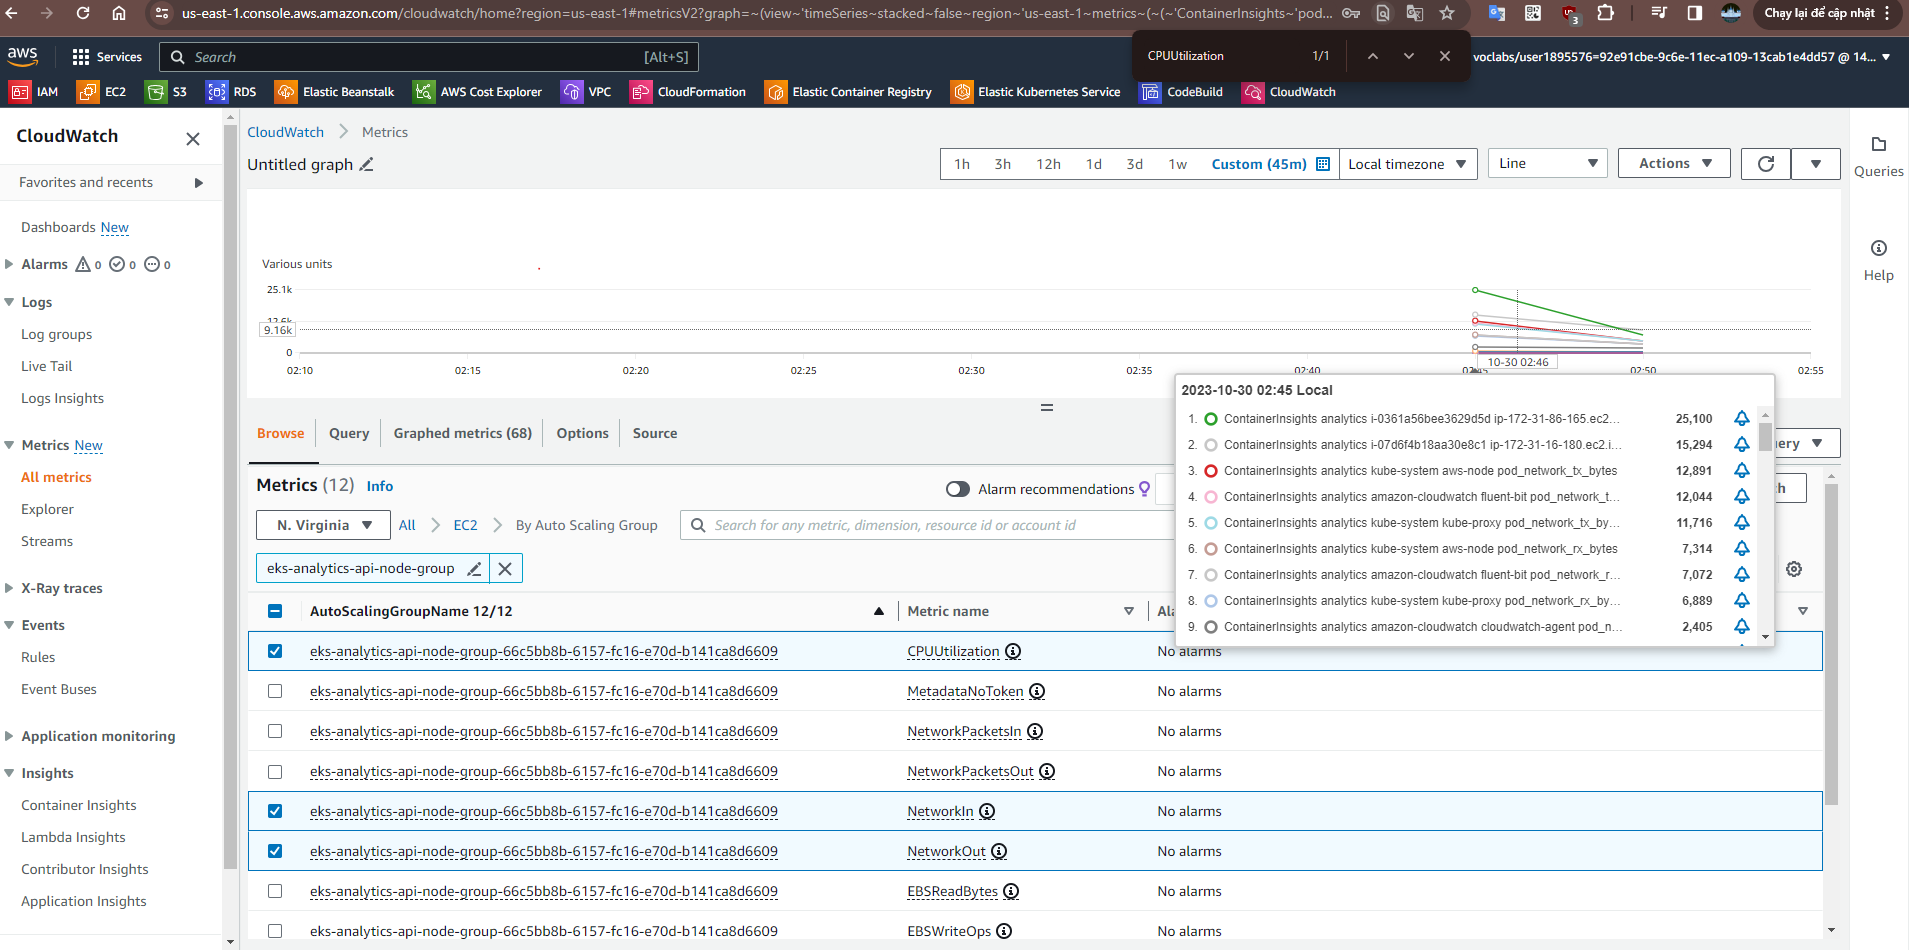 us-east-1.console.aws.amazon.com/cloudwatch/home?region=us-east-1#metricsV2?graph=~(view~'timeSeries~stacked~false~region~'us-east-1~metrics~(~(~'ContainerInsights~'pod...
3
Chạy lại để cập nhật
aws
Services
Search
[Alt+S]
CPUUtilization
1/1
voclabs/user1895576=92e91cbe-9c6e-11ec-a109-13cab1e4dd57 @ 14...
IAM
EC2
S3
RDS
Elastic Beanstalk
AWS Cost Explorer
VPC
CloudFormation
Elastic Container Registry
Elastic Kubernetes Service
CodeBuild
CloudWatch
CloudWatch
Favorites and recents
Dashboards New
Alarms 0 0 0
Logs
Log groups
Live Tail
Logs Insights
Metrics New
All metrics
Explorer
Streams
X-Ray traces
Events
Rules
Event Buses
Application monitoring
Insights
Container Insights
Lambda Insights
Contributor Insights
Application Insights
CloudWatch
Metrics
Untitled graph
1h
3h
12h
1d
3d
1w
Custom (45m)
Local timezone
Line
Actions
Queries
Help
Various units
25.1k
9.16k
0
02:10
02:15
02:20
02:25
02:30
02:35
02:40
02:50
02:55
10-30 02:46
2023-10-30 02:45 Local
1. ContainerInsights analytics i-0361a56bee3629d5d ip-172-31-86-165.ec2... 25,100
2. ContainerInsights analytics i-07d6f4b18aa30e8c1 ip-172-31-16-180.ec2.i... 15,294
3. ContainerInsights analytics kube-system aws-node pod_network_tx_bytes 12,891
4. ContainerInsights analytics amazon-cloudwatch fluent-bit pod_network_t... 12,044
5. ContainerInsights analytics kube-system kube-proxy pod_network_tx_by... 11,716
6. ContainerInsights analytics kube-system aws-node pod_network_rx_bytes 7,314
7. ContainerInsights analytics amazon-cloudwatch fluent-bit pod_network_r... 7,072
8. ContainerInsights analytics kube-system kube-proxy pod_network_rx_by... 6,889
9. ContainerInsights analytics amazon-cloudwatch cloudwatch-agent pod_n... 2,405
Browse
Query
Graphed metrics (68)
Options
Source
Metrics (12) Info
Alarm recommendations
N. Virginia
All
EC2
By Auto Scaling Group
Search for any metric, dimension, resource id or account id
eks-analytics-api-node-group
AutoScalingGroupName 12/12
Metric name
eks-analytics-api-node-group-66c5bb8b-6157-fc16-e70d-b141ca8d6609 CPUUtilization No alarms
eks-analytics-api-node-group-66c5bb8b-6157-fc16-e70d-b141ca8d6609 MetadataNoToken No alarms
eks-analytics-api-node-group-66c5bb8b-6157-fc16-e70d-b141ca8d6609 NetworkPacketsIn No alarms
eks-analytics-api-node-group-66c5bb8b-6157-fc16-e70d-b141ca8d6609 NetworkPacketsOut No alarms
eks-analytics-api-node-group-66c5bb8b-6157-fc16-e70d-b141ca8d6609 NetworkIn No alarms
eks-analytics-api-node-group-66c5bb8b-6157-fc16-e70d-b141ca8d6609 NetworkOut No alarms
eks-analytics-api-node-group-66c5bb8b-6157-fc16-e70d-b141ca8d6609 EBSReadBytes No alarms
eks-analytics-api-node-group-66c5bb8b-6157-fc16-e70d-b141ca8d6609 EBSWriteOps No alarms